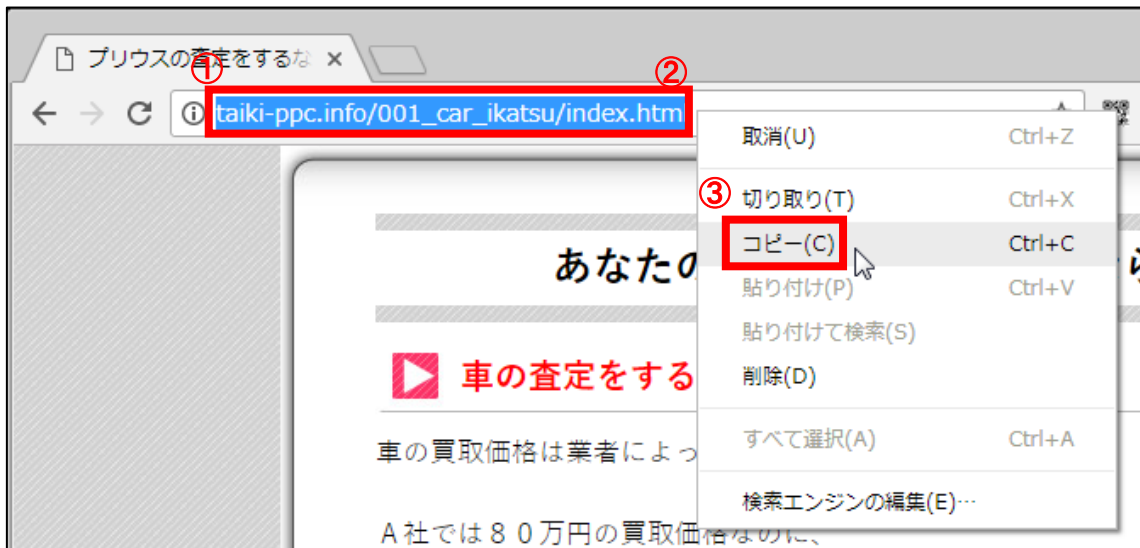 プリウスの査定をするな
① ②
taiki-ppc.info/001_car_ikatsu/index.htm
取消(U) Ctrl+Z
③
切り取り(T) Ctrl+X
コピー(C) Ctrl+C
貼り付け(P) Ctrl+V
貼り付けて検索(S)
削除(D)
すべて選択(A) Ctrl+A
検索エンジンの編集(E)…
あなたの
車の査定をする
車の買取価格は業者によっ
A社では８０万円の買取価格なのに、